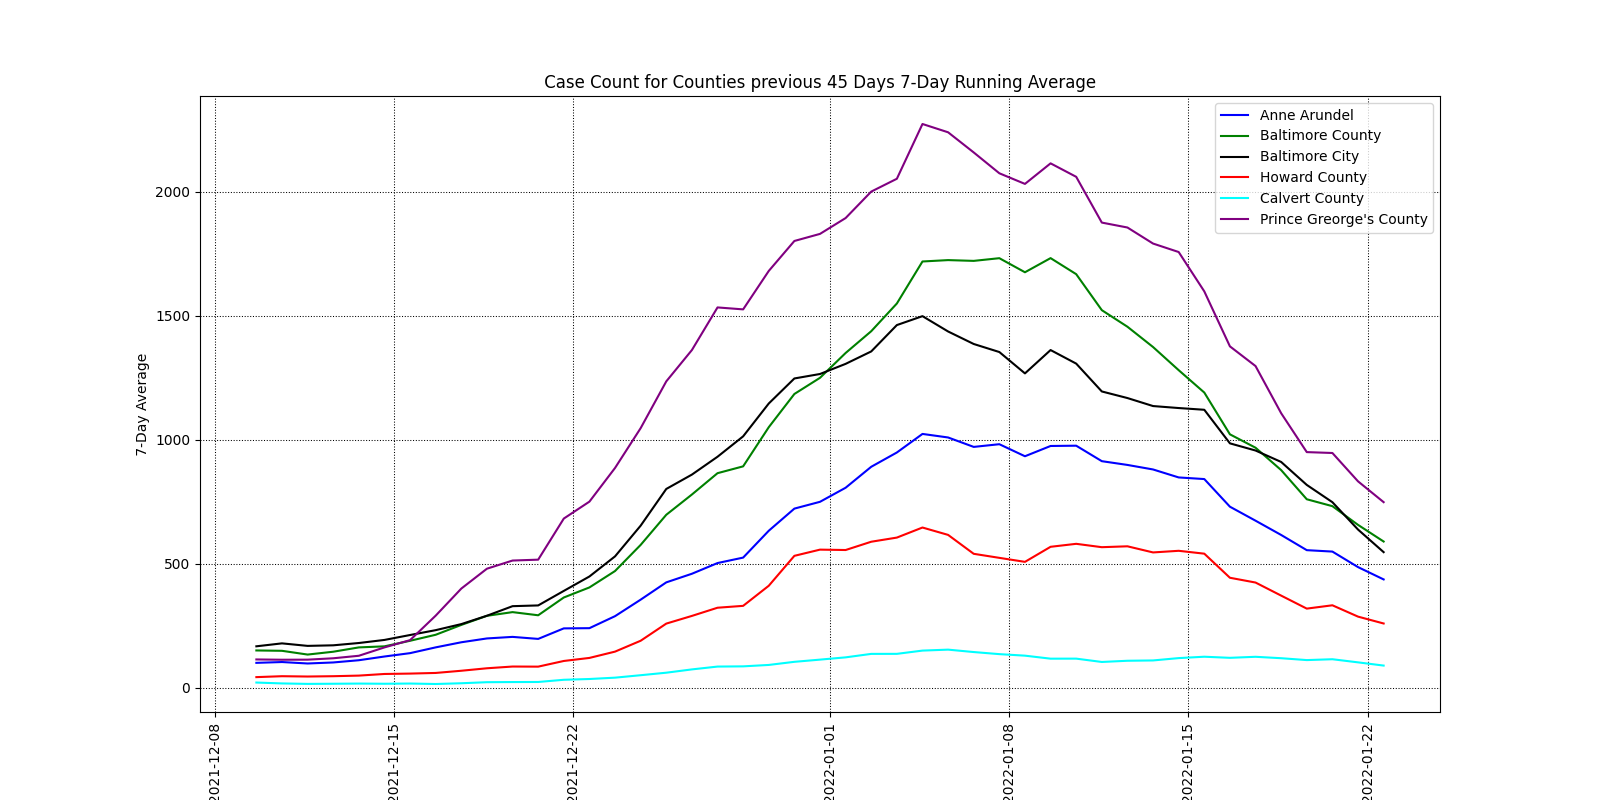 Case Count for Counties previous 45 Days 7-Day Running Average
Anne Arundel
Baltimore County
Baltimore City
Howard County
Calvert County
Prince Greorge's County
7-Day Average
2000
1500
1000
500
0
2021-12-08
2021-12-15
2021-12-22
2022-01-01
2022-01-08
2022-01-15
2022-01-22